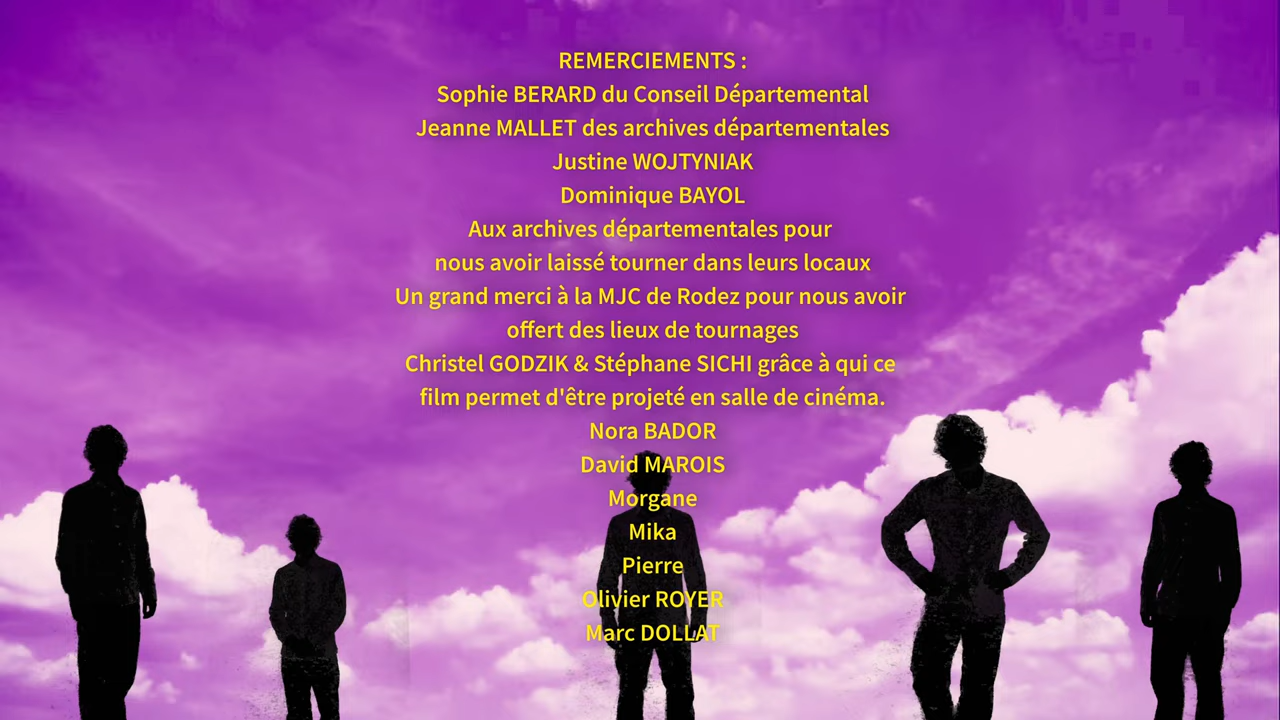 REMERCIEMENTS :
Sophie BERARD du Conseil Départemental
Jeanne MALLET des archives départementales
Justine WOJTYNIAK
Dominique BAYOL
Aux archives départementales pour
nous avoir laissé tourner dans leurs locaux
Un grand merci à la MJC de Rodez pour nous avoir
offert des lieux de tournages
Christel GODZIK & Stéphane SICHI grâce à qui ce
film permet d'être projeté en salle de cinéma.
Nora BADOR
David MAROIS
Morgane
Mika
Pierre
Olivier ROYER
Marc DOLLAT